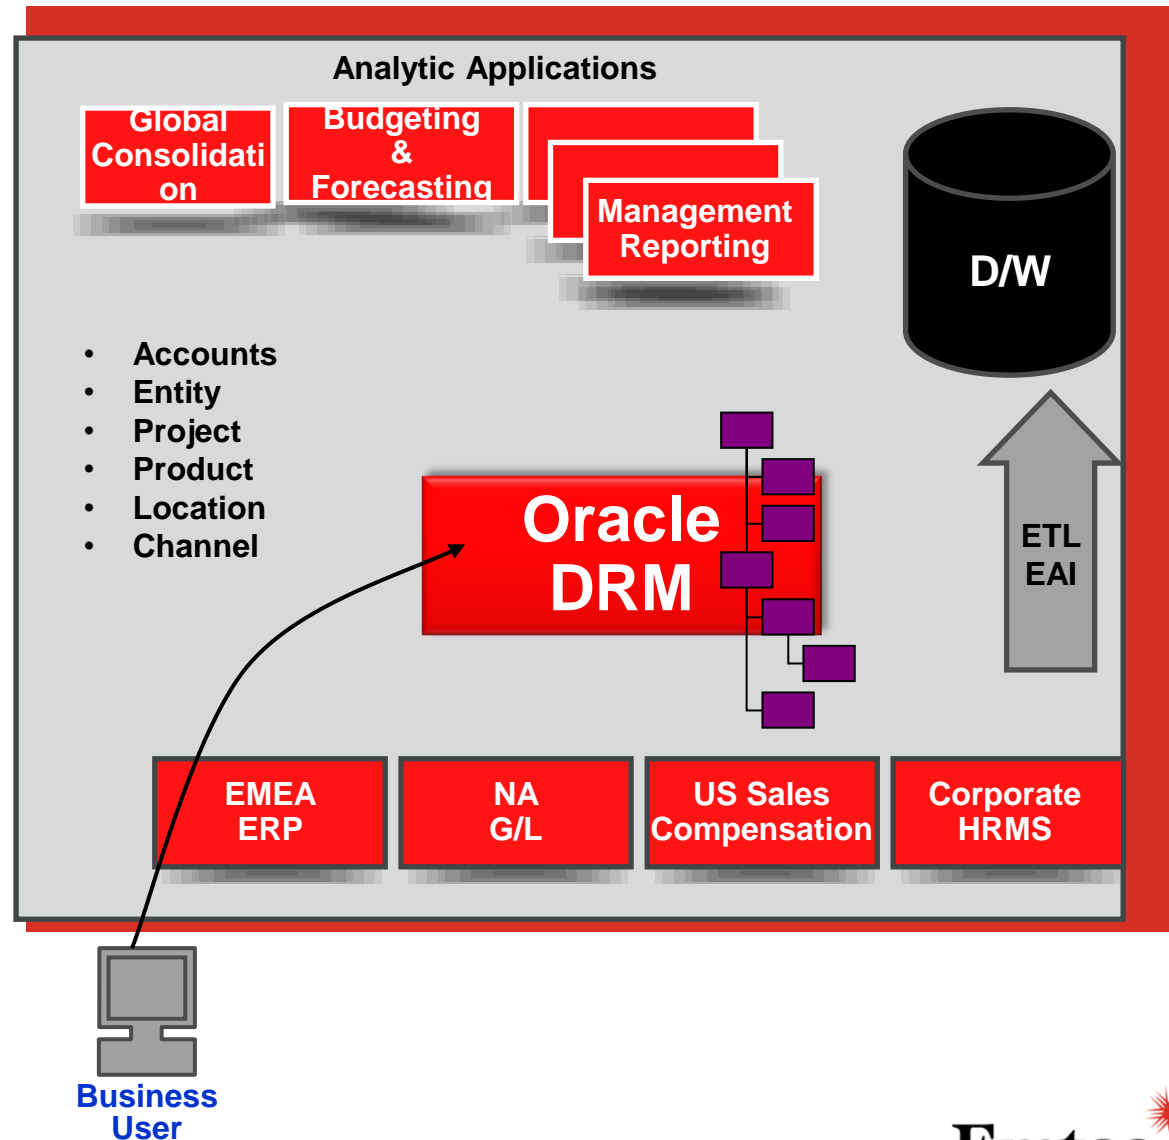 Analytic Applications
Global
Consolidati
on
Budgeting
&
Forecasting
Management
Reporting
D/W
• Accounts
• Entity
• Project
• Product
• Location
• Channel
Oracle
DRM
ETL
EAI
EMEA
ERP
NA
G/L
US Sales
Compensation
Corporate
HRMS
Business
User